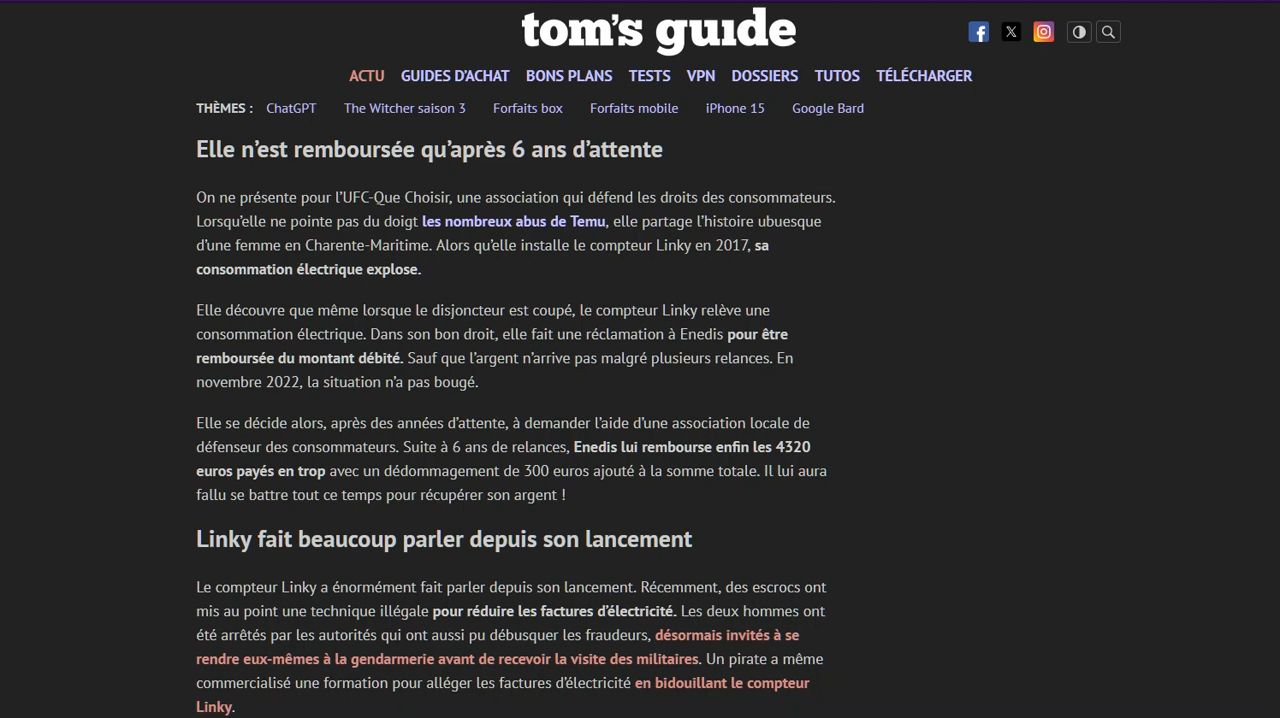 tom's guide
ACTU GUIDES D'ACHAT BONS PLANS TESTS VPN DOSSIERS TUTOS TÉLÉCHARGER
THÈMES : ChatGPT The Witcher saison 3 Forfaits box Forfaits mobile iPhone 15 Google Bard
Elle n'est remboursée qu'après 6 ans d'attente
On ne présente pour l'UFC-Que Choisir, une association qui défend les droits des consommateurs.
Lorsqu'elle ne pointe pas du doigt les nombreux abus de Temu, elle partage l'histoire ubuesque
d'une femme en Charente-Maritime. Alors qu'elle installe le compteur Linky en 2017, sa
consommation électrique explose.
Elle découvre que même lorsque le disjoncteur est coupé, le compteur Linky relève une
consommation électrique. Dans son bon droit, elle fait une réclamation à Enedis pour être
remboursée du montant débité. Sauf que l'argent n'arrive pas malgré plusieurs relances. En
novembre 2022, la situation n'a pas bougé.
Elle se décide alors, après des années d'attente, à demander l'aide d'une association locale de
défenseur des consommateurs. Suite à 6 ans de relances, Enedis lui rembourse enfin les 4320
euros payés en trop avec un dédommagement de 300 euros ajouté à la somme totale. Il lui aura
fallu se battre tout ce temps pour récupérer son argent !
Linky fait beaucoup parler depuis son lancement
Le compteur Linky a énormément fait parler depuis son lancement. Récemment, des escrocs ont
mis au point une technique illégale pour réduire les factures d'électricité. Les deux hommes ont
été arrêtés par les autorités qui ont aussi pu débusquer les fraudeurs, désormais invités à se
rendre eux-mêmes à la gendarmerie avant de recevoir la visite des militaires. Un pirate a même
commercialisé une formation pour alléger les factures d'électricité en bidouillant le compteur
Linky.